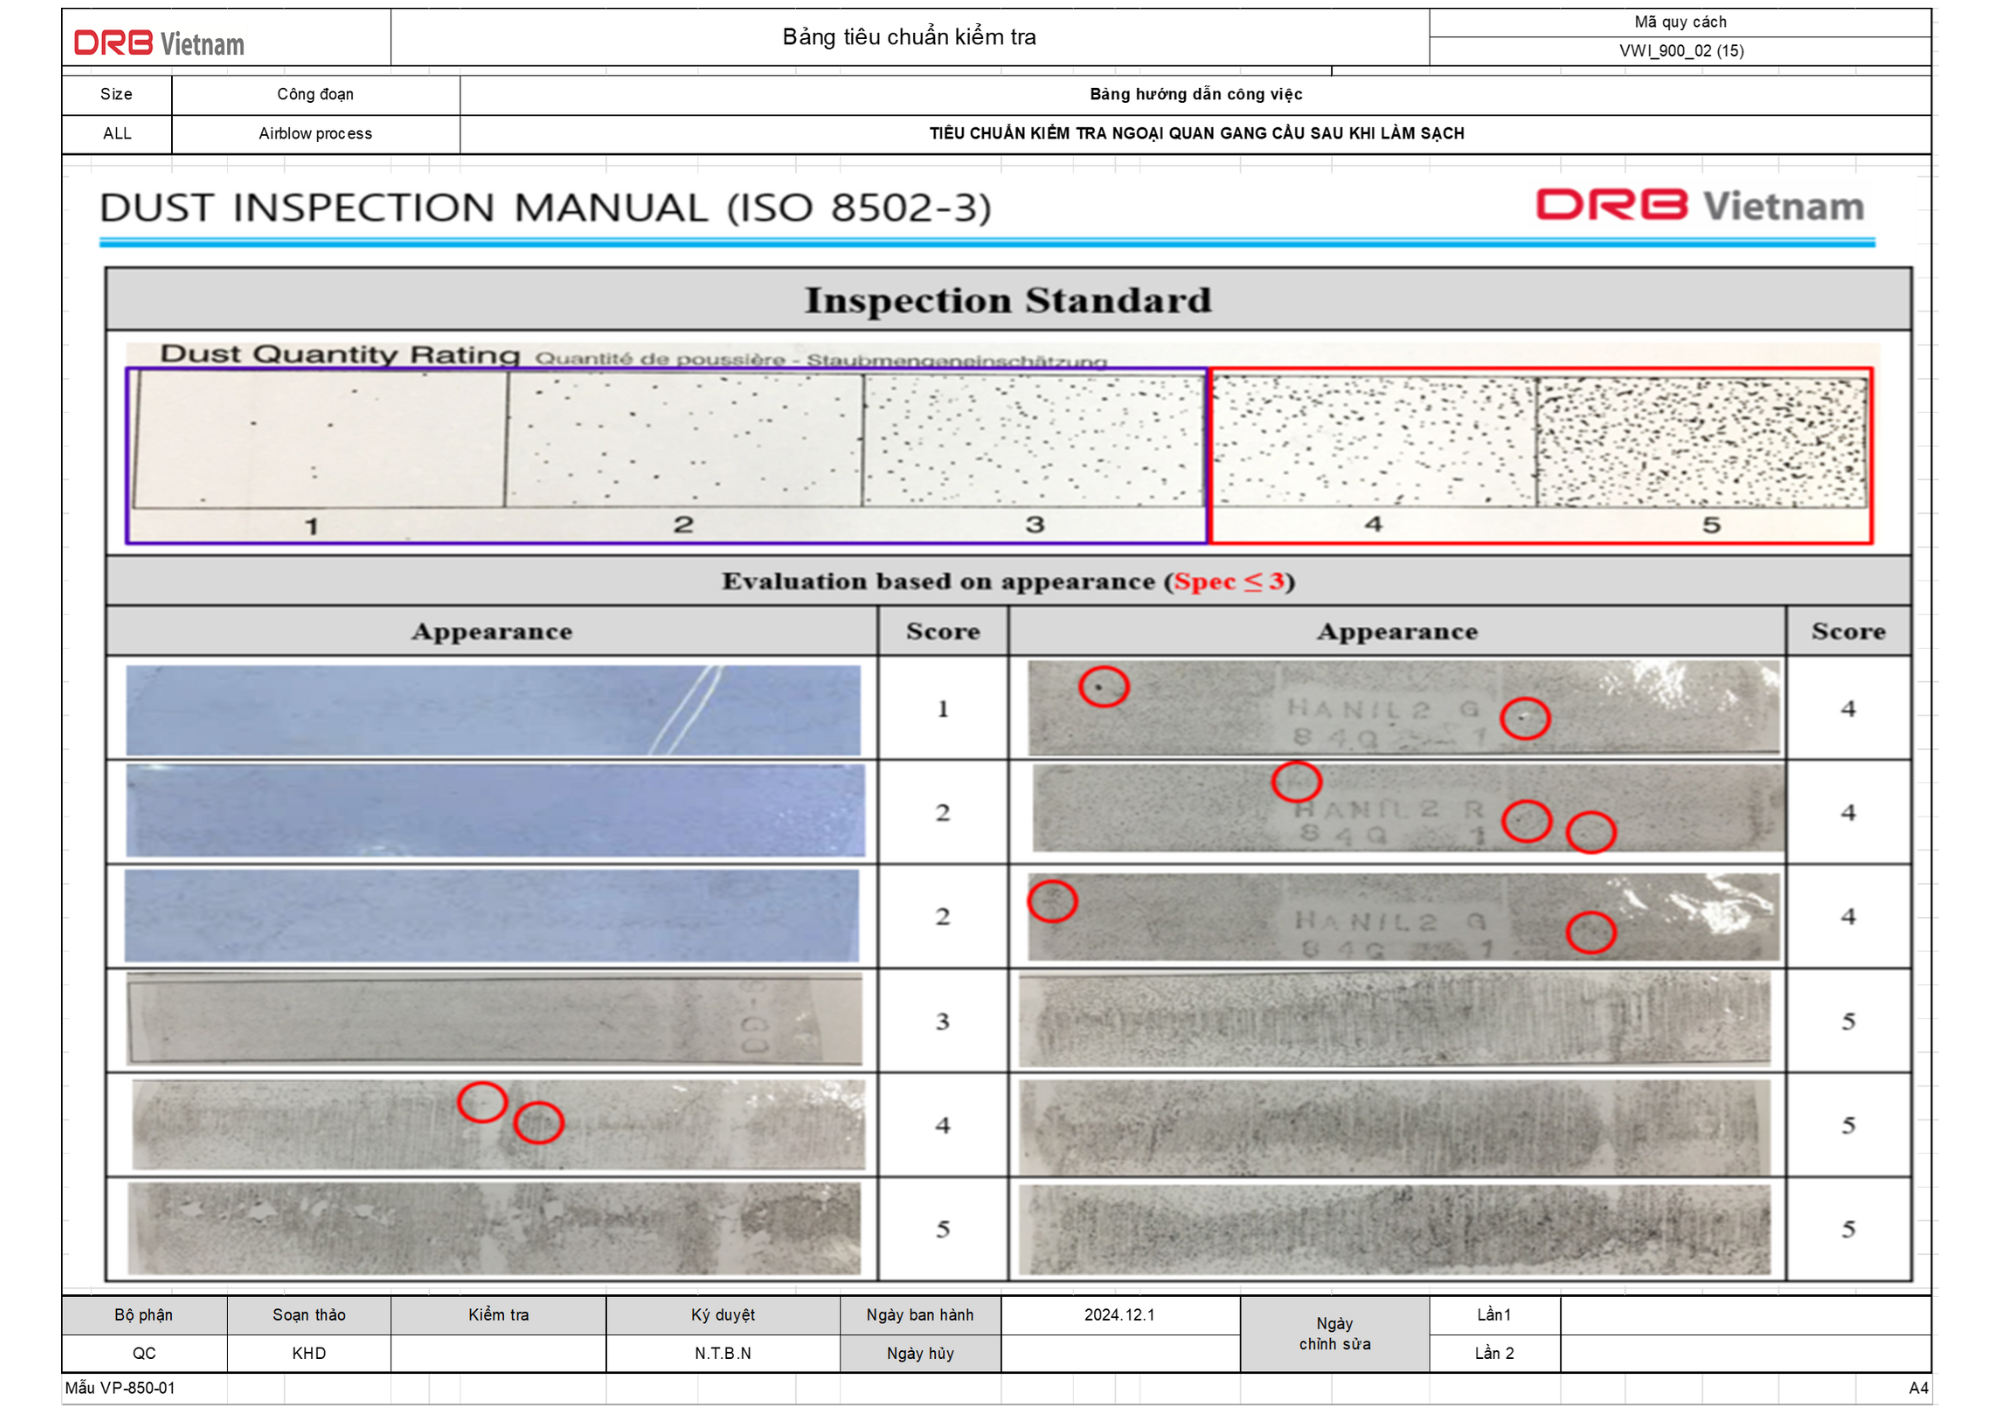 DRB Vietnam
Bảng tiêu chuẩn kiểm tra
Mã quy cách
VWI_900_02 (15)
Size
Công đoạn
Bảng hướng dẫn công việc
ALL
Airblow process
TIÊU CHUẨN KIỂM TRA NGOẠI QUAN GANG CẦU SAU KHI LÀM SẠCH
DUST INSPECTION MANUAL (ISO 8502-3)
DRB Vietnam
Inspection Standard
Dust Quantity Rating Quantité de poussière - Staubmengeneinschätzung
1 2 3 4 5
Evaluation based on appearance (Spec ≤ 3)
Appearance Score Appearance Score
1
HANIL2 G
84Q 1
4
2
HANIL2 R
84Q 1
4
2
HANIL2 G
84G 1
4
3
5
4
5
5
5
Bộ phận
Soạn thảo
Kiểm tra
Ký duyệt
Ngày ban hành
2024.12.1
Ngày
chỉnh sửa
Lần1
QC
KHD
N.T.B.N
Ngày hủy
Lần 2
Mẫu VP-850-01
A4